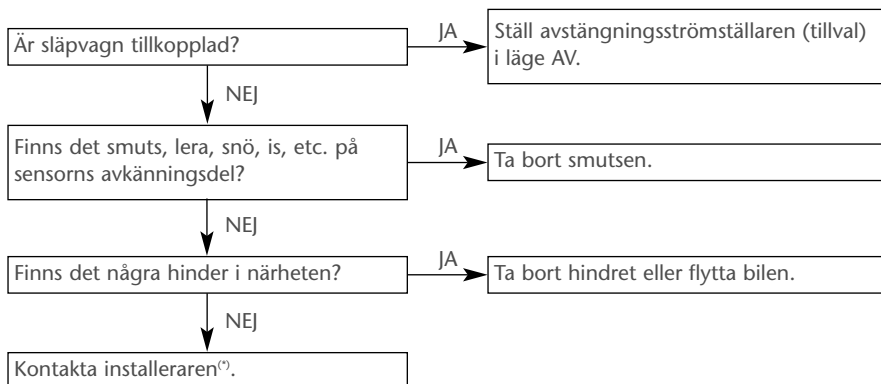 Är släpvagn tillkopplad?
JA
Ställ avstängningsströmställaren (tillval)
i läge AV.
NEJ
Finns det smuts, lera, snö, is, etc. på
sensorns avkänningsdel?
JA
Ta bort smutsen.
NEJ
Finns det några hinder i närheten?
JA
Ta bort hindret eller flytta bilen.
NEJ
Kontakta installeraren(*).